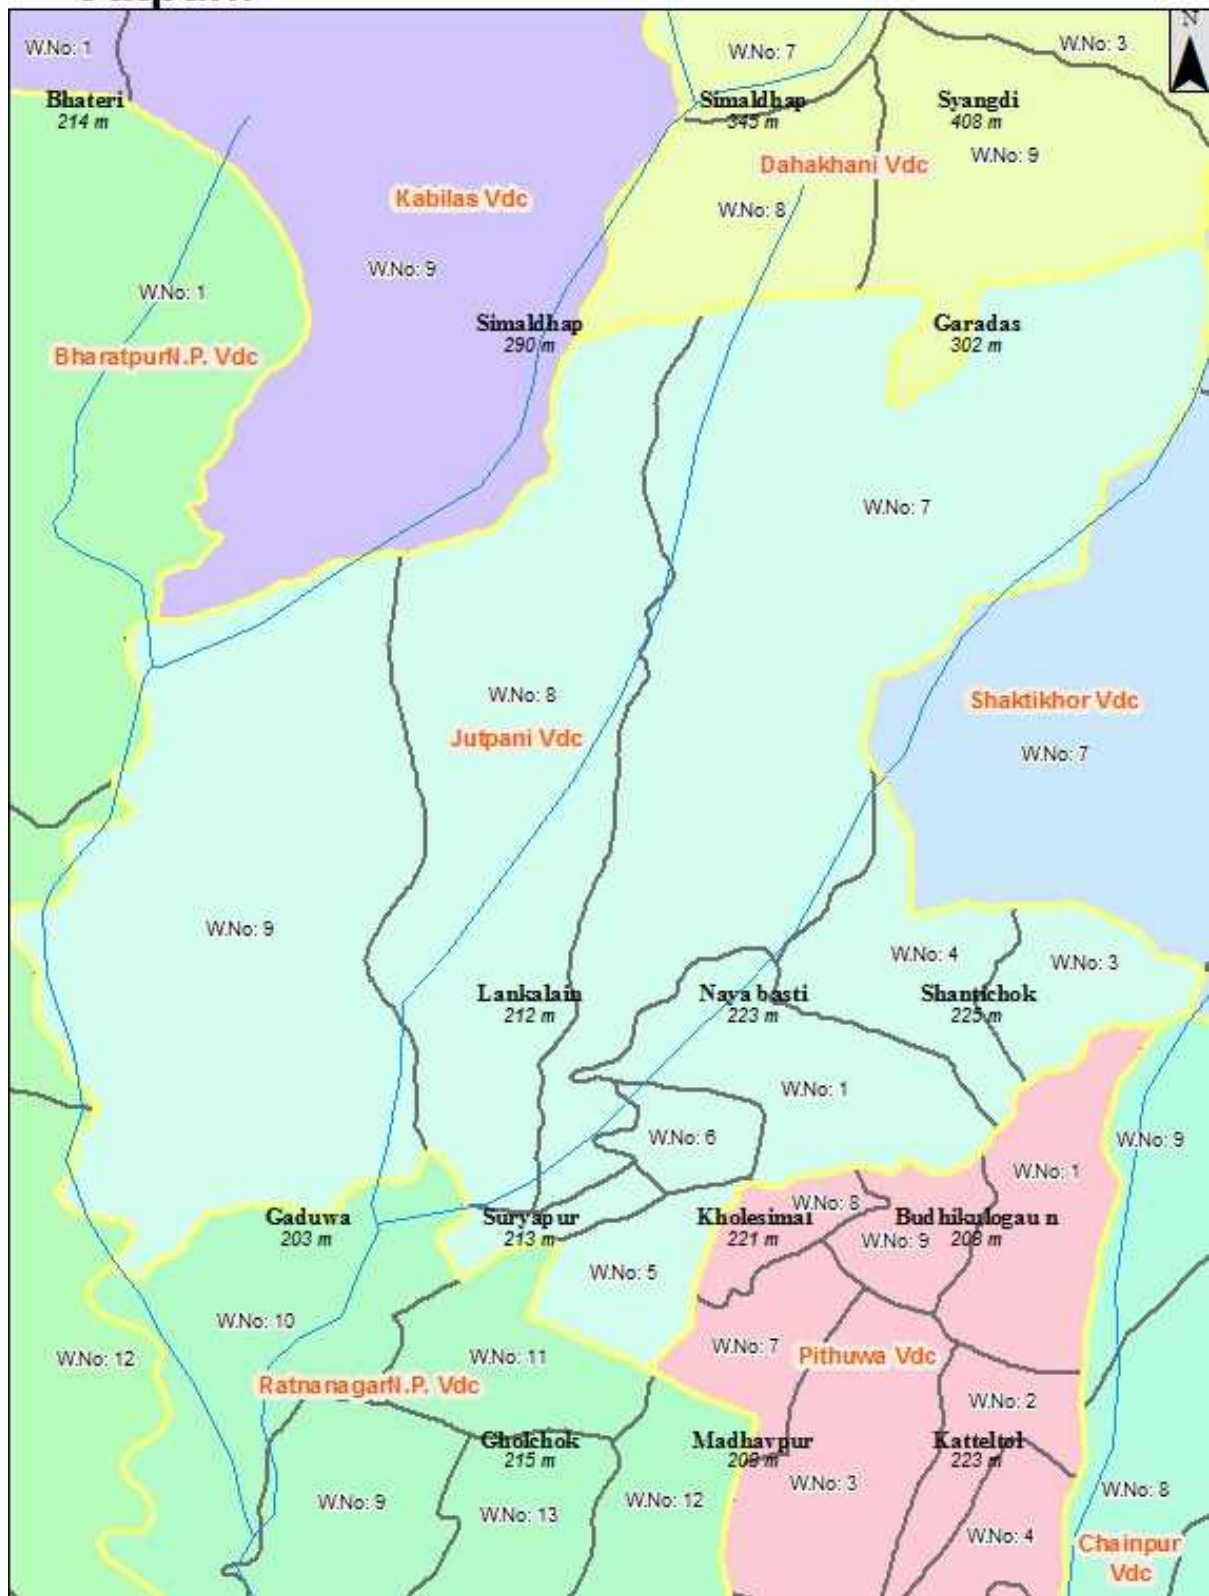 N
W.No: 1
W.No: 7
W.No: 3
Bhateri
214 m
Simaldhap
345 m
Syangdi
408 m
Dahakhani Vdc
W.No: 9
Kabilas Vdc
W.No: 8
W.No: 9
W.No: 1
Simaldhap
290 m
Garadas
302 m
BharatpurN.P. Vdc
W.No: 7
W.No: 8
Shaktikhor Vdc
Jutpani Vdc
W.No: 7
W.No: 9
W.No: 4
W.No: 3
Lankalain
212 m
Naya basti
223 m
Shantichok
225 m
W.No: 1
W.No: 6
W.No: 9
W.No: 1
W.No: 8
Gaduwa
203 m
Suryapur
213 m
Kholesimal
221 m
Budhikulogaun
208 m
W.No: 9
W.No: 5
W.No: 10
W.No: 12
W.No: 11
W.No: 7
Pithuwa Vdc
RatnanagarN.P. Vdc
W.No: 2
Gholchok
215 m
Madhavpur
209 m
Katteltol
223 m
W.No: 3
W.No: 8
W.No: 9
W.No: 13
W.No: 12
W.No: 4
Chainpur
Vdc